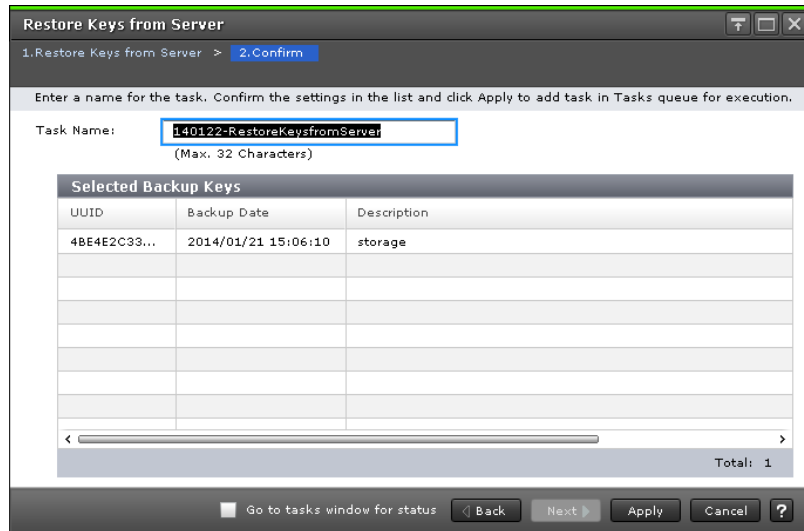 Restore Keys from Server
1.Restore Keys from Server > 2.Confirm
Enter a name for the task. Confirm the settings in the list and click Apply to add task in Tasks queue for execution.
Task Name: 140122-RestoreKeysfromServer
(Max. 32 Characters)
Selected Backup Keys
UUID Backup Date Description
4BE4E2C33... 2014/01/21 15:06:10 storage
Total: 1
Go to tasks window for status Back Next Apply Cancel ?